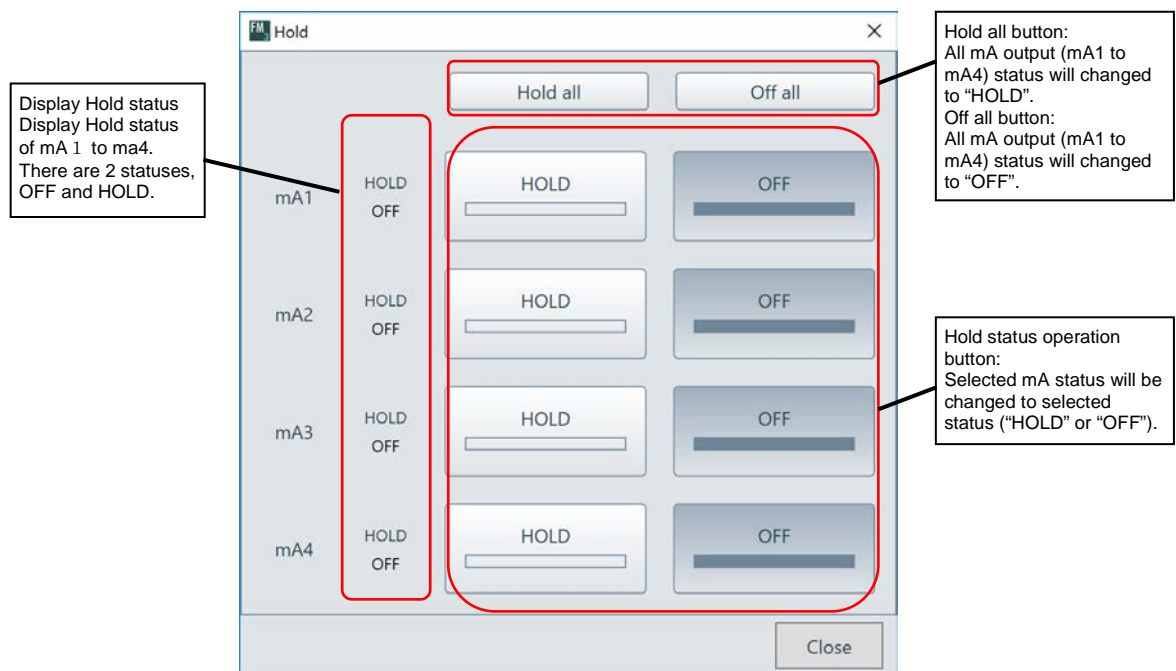 FM
Hold
Hold all
Off all
Display Hold status
Display Hold status
of mA 1 to ma4.
There are 2 statuses,
OFF and HOLD.
Hold all button:
All mA output (mA1 to
mA4) status will changed
to “HOLD”.
Off all button:
All mA output (mA1 to
mA4) status will changed
to “OFF”.
mA1
HOLD
OFF
HOLD
OFF
mA2
HOLD
OFF
HOLD
OFF
mA3
HOLD
OFF
HOLD
OFF
mA4
HOLD
OFF
HOLD
OFF
Hold status operation
button:
Selected mA status will be
changed to selected
status (“HOLD” or “OFF”).
Close